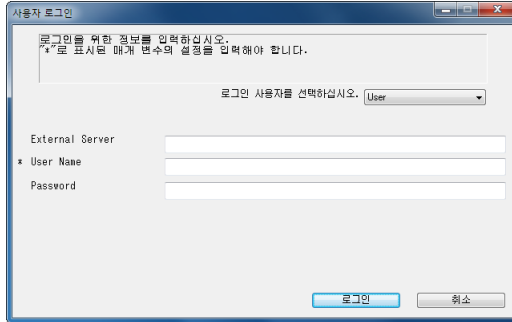 사용자 로그인
로그인을 위한 정보를 입력하십시오.
"*"로 표시된 매개 변수의 설정을 입력해야 합니다.
로그인 사용자를 선택하십시오. User
External Server
* User Name
Password
로그인 취소